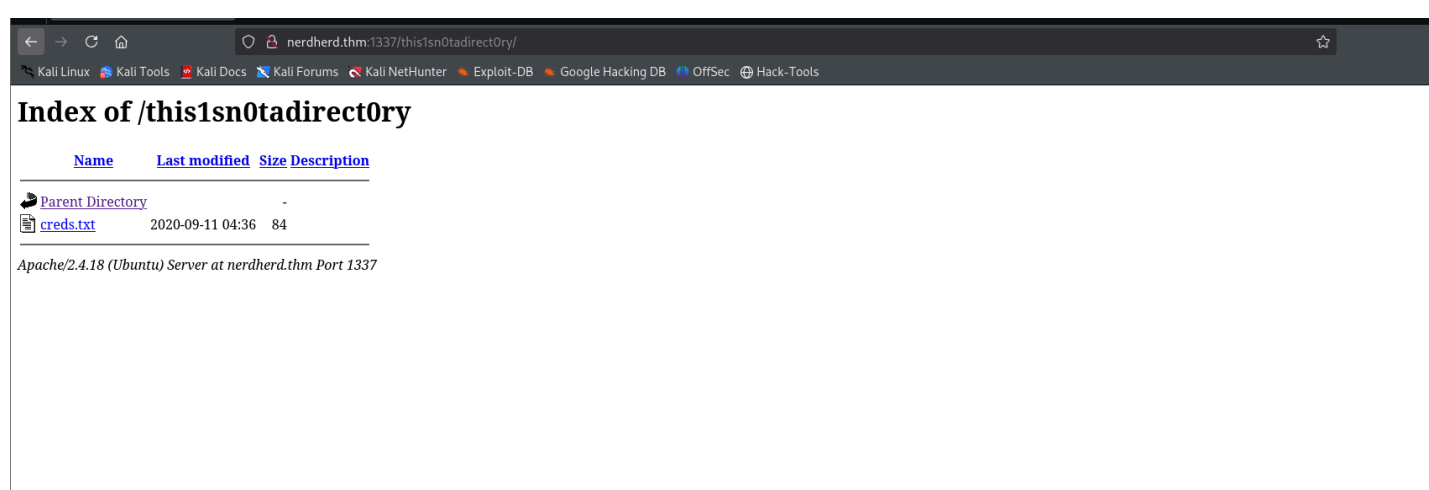 nerdherd.thm:1337/this1sn0tadirect0ry/
Kali Linux Kali Tools Kali Docs Kali Forums Kali NetHunter Exploit-DB Google Hacking DB OffSec Hack-Tools
Index of /this1sn0tadirect0ry
Name Last modified Size Description
Parent Directory -
creds.txt 2020-09-11 04:36 84
Apache/2.4.18 (Ubuntu) Server at nerdherd.thm Port 1337